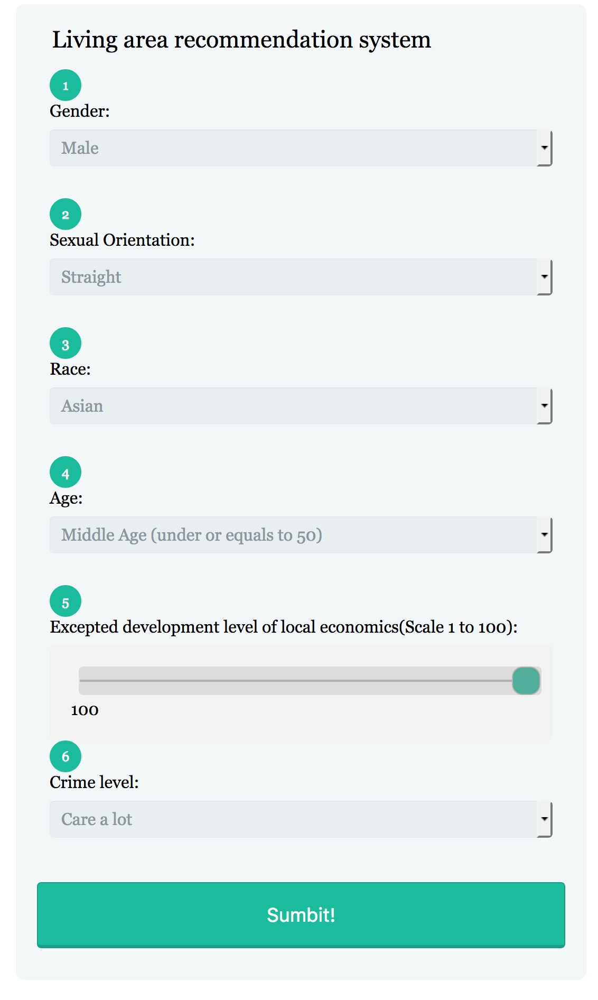 Living area recommendation system
1
Gender:
Male
2
Sexual Orientation:
Straight
3
Race:
Asian
4
Age:
Middle Age (under or equals to 50)
5
Excepted development level of local economics(Scale 1 to 100):
100
6
Crime level:
Care a lot
Sumbit!